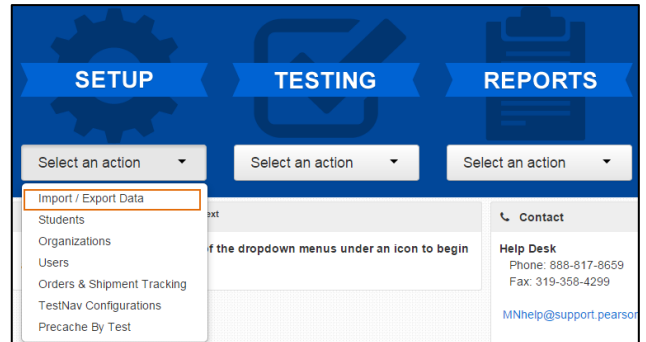 SETUP
TESTING
REPORTS
Select an action
Select an action
Select an action
Import / Export Data
Students
Organizations
Users
Orders & Shipment Tracking
TestNav Configurations
Precache By Test
of the dropdown menus under an icon to begin
Contact
Help Desk
Phone: 888-817-8659
Fax: 319-358-4299
MNhelp@support.pearson